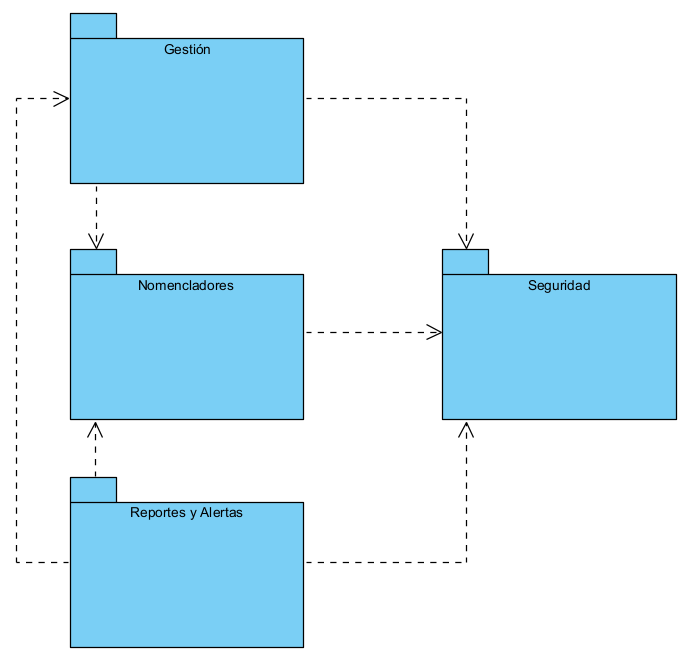 Gestión
Nomencladores
Seguridad
Reportes y Alertas